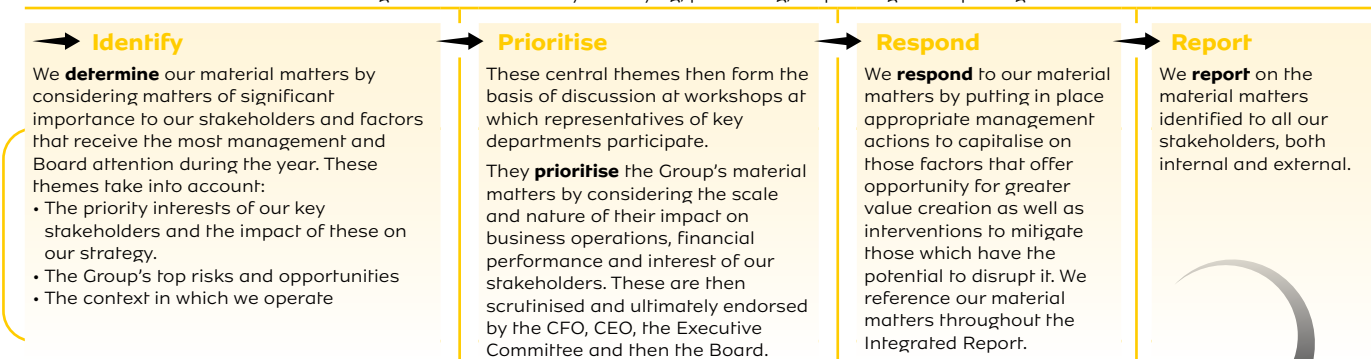 Identify
We determine our material matters by
considering matters of significant
importance to our stakeholders and factors
that receive the most management and
Board attention during the year. These
themes take into account:
• The priority interests of our key
stakeholders and the impact of these on
our strategy.
• The Group's top risks and opportunities
• The context in which we operate
Prioritise
These central themes then form the
basis of discussion at workshops at
which representatives of key
departments participate.
They prioritise the Group's material
matters by considering the scale
and nature of their impact on
business operations, financial
performance and interest of our
stakeholders. These are then
scrutinised and ultimately endorsed
by the CFO, CEO, the Executive
Committee and then the Board.
Respond
We respond to our material
matters by putting in place
appropriate management
actions to capitalise on
those factors that offer
opportunity for greater
value creation as well as
interventions to mitigate
those which have the
potential to disrupt it. We
reference our material
matters throughout the
Integrated Report.
Report
We report on the
material matters
identified to all our
stakeholders, both
internal and external.